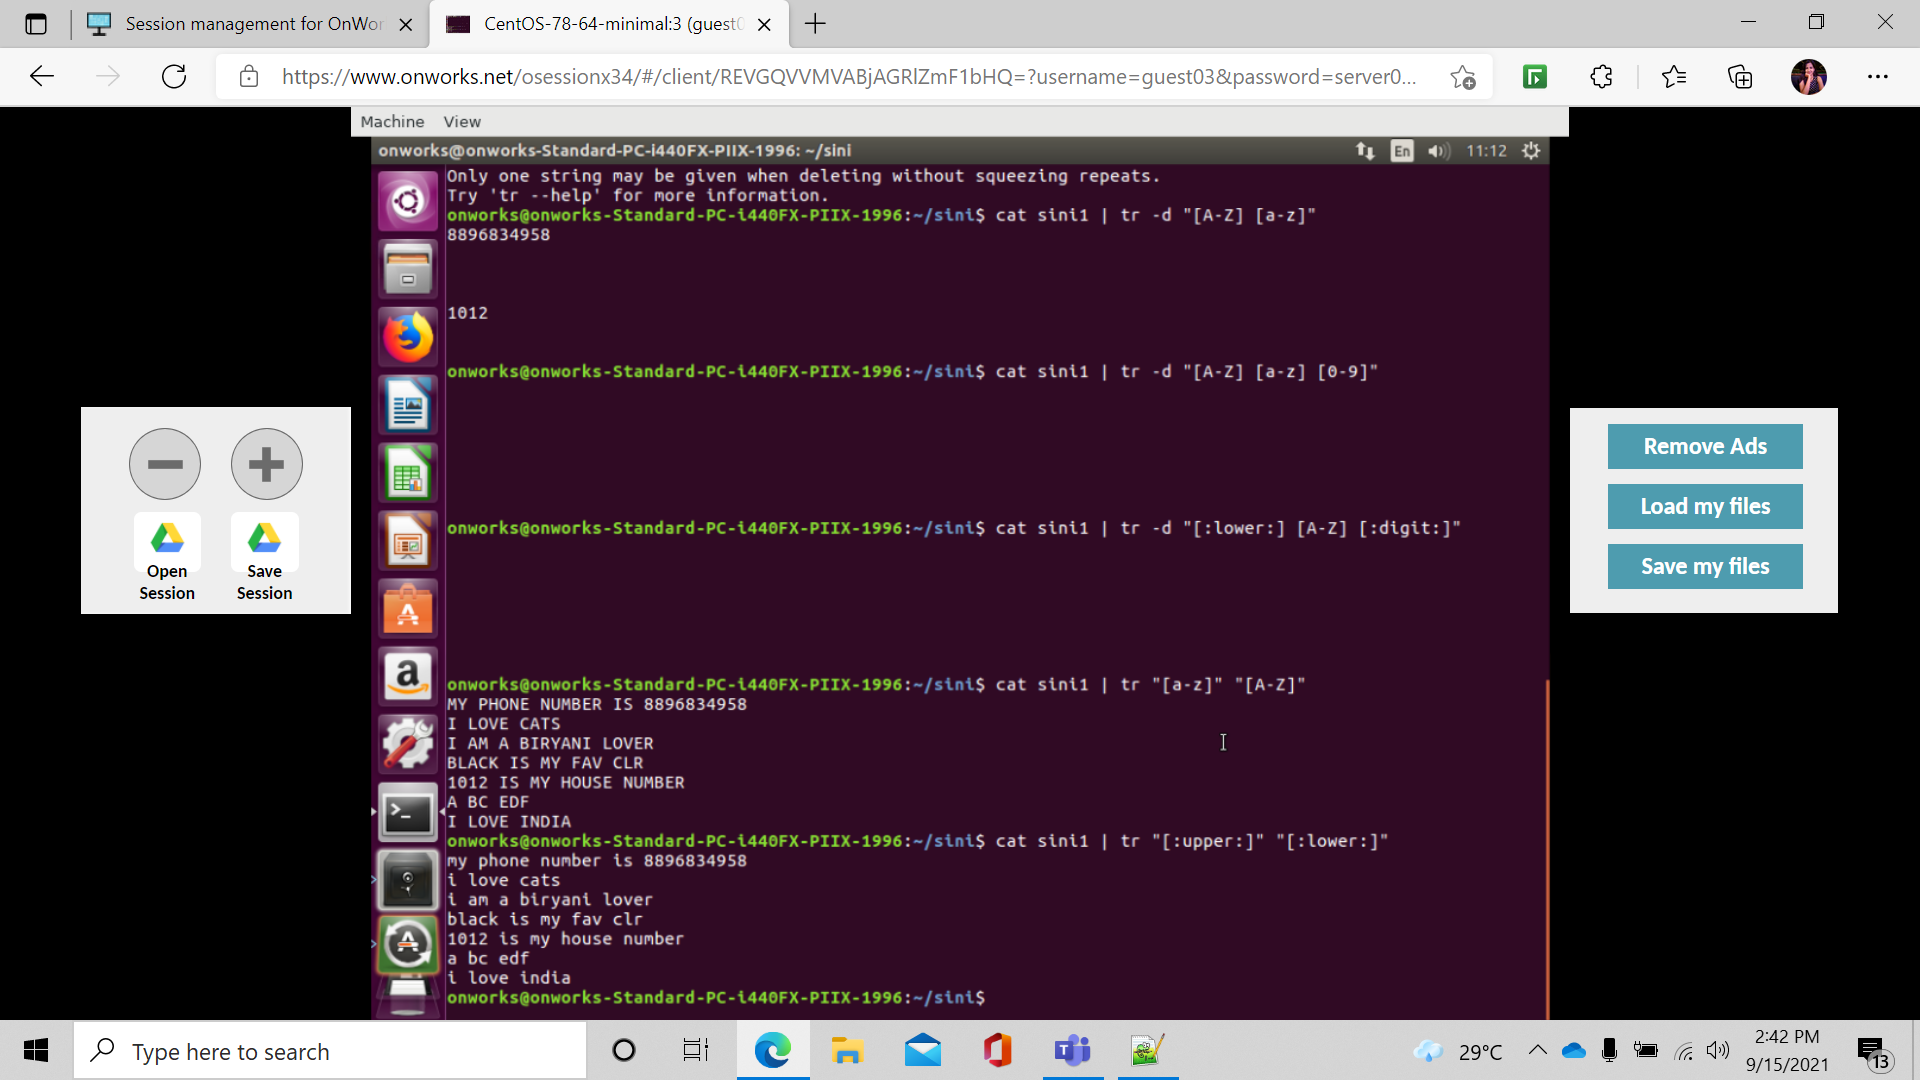 Session management for OnWor
CentOS-78-64-minimal:3 (guest0
https://www.onworks.net/osessionx34/#/client/REVGQVVMVABjAGRlZmF1bHQ=?username=guest03&password=server0...
Machine View
onworks@onworks-Standard-PC-i440FX-PIIX-1996: ~/sini
En 11:12
Only one string may be given when deleting without squeezing repeats.
Try 'tr --help' for more information.
onworks@onworks-Standard-PC-i440FX-PIIX-1996:~/sini$ cat sini1 | tr -d "[A-Z] [a-z]"
8896834958
1012
onworks@onworks-Standard-PC-i440FX-PIIX-1996:~/sini$ cat sini1 | tr -d "[A-Z] [a-z] [0-9]"
onworks@onworks-Standard-PC-i440FX-PIIX-1996:~/sini$ cat sini1 | tr -d "[:lower:] [A-Z] [:digit:]"
onworks@onworks-Standard-PC-i440FX-PIIX-1996:~/sini$ cat sini1 | tr "[a-z]" "[A-Z]"
MY PHONE NUMBER IS 8896834958
I LOVE CATS
I AM A BIRYANI LOVER
BLACK IS MY FAV CLR
1012 IS MY HOUSE NUMBER
A BC EDF
I LOVE INDIA
onworks@onworks-Standard-PC-i440FX-PIIX-1996:~/sini$ cat sini1 | tr "[:upper:]" "[:lower:]"
my phone number is 8896834958
i love cats
i am a biryani lover
black is my fav clr
1012 is my house number
a bc edf
i love india
onworks@onworks-Standard-PC-i440FX-PIIX-1996:~/sini$
Open Session
Save Session
Remove Ads
Load my files
Save my files
Type here to search
29°C
2:42 PM
9/15/2021
13